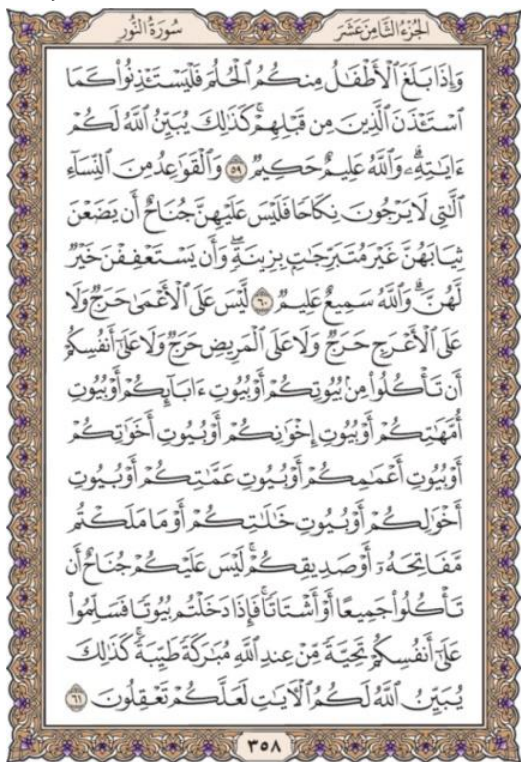 الجزء الثامن عشر
سورة النور
وَإِذَا بَلَغَ ٱلْأَطْفَٰلُ مِنكُمُ ٱلْحُلُمَ فَلْيَسْتَـْٔذِنُوا۟ كَمَا
ٱسْتَـْٔذَنَ ٱلَّذِينَ مِن قَبْلِهِمْ ۚ كَذَٰلِكَ يُبَيِّنُ ٱللَّهُ لَكُمْ
ءَايَٰتِهِۦ ۗ وَٱللَّهُ عَلِيمٌ حَكِيمٌ ٥٩ وَٱلْقَوَٰعِدُ مِنَ ٱلنِّسَآءِ
ٱلَّٰتِى لَا يَرْجُونَ نِكَاحًا فَلَيْسَ عَلَيْهِنَّ جُنَاحٌ أَن يَضَعْنَ
ثِيَابَهُنَّ غَيْرَ مُتَبَرِّجَٰتٍۭ بِزِينَةٍ ۖ وَأَن يَسْتَعْفِفْنَ خَيْرٌ
لَّهُنَّ ۗ وَٱللَّهُ سَمِيعٌ عَلِيمٌ ٦٠ لَّيْسَ عَلَى ٱلْأَعْمَىٰ حَرَجٌ وَلَا
عَلَى ٱلْأَعْرَجِ حَرَجٌ وَلَا عَلَى ٱلْمَرِيضِ حَرَجٌ وَلَا عَلَىٰٓ أَنفُسِكُمْ
أَن تَأْكُلُوا۟ مِنۢ بُيُوتِكُمْ أَوْ بُيُوتِ ءَابَآئِكُمْ أَوْ بُيُوتِ
أُمَّهَٰتِكُمْ أَوْ بُيُوتِ إِخْوَٰنِكُمْ أَوْ بُيُوتِ أَخَوَٰتِكُمْ
أَوْ بُيُوتِ أَعْمَٰمِكُمْ أَوْ بُيُوتِ عَمَّٰتِكُمْ أَوْ بُيُوتِ
أَخْوَٰلِكُمْ أَوْ بُيُوتِ خَٰلَٰتِكُمْ أَوْ مَا مَلَكْتُم
مَّفَاتِحَهُۥٓ أَوْ صَدِيقِكُمْ ۚ لَيْسَ عَلَيْكُمْ جُنَاحٌ أَن
تَأْكُلُوا۟ جَمِيعًا أَوْ أَشْتَاتًا ۚ فَإِذَا دَخَلْتُم بُيُوتًا فَسَلِّمُوا۟
عَلَىٰٓ أَنفُسِكُمْ تَحِيَّةً مِّنْ عِندِ ٱللَّهِ مُبَٰرَكَةً طَيِّبَةً ۚ كَذَٰلِكَ
يُبَيِّنُ ٱللَّهُ لَكُمُ ٱلْءَايَٰتِ لَعَلَّكُمْ تَعْقِلُونَ ٦١
٣٥٨